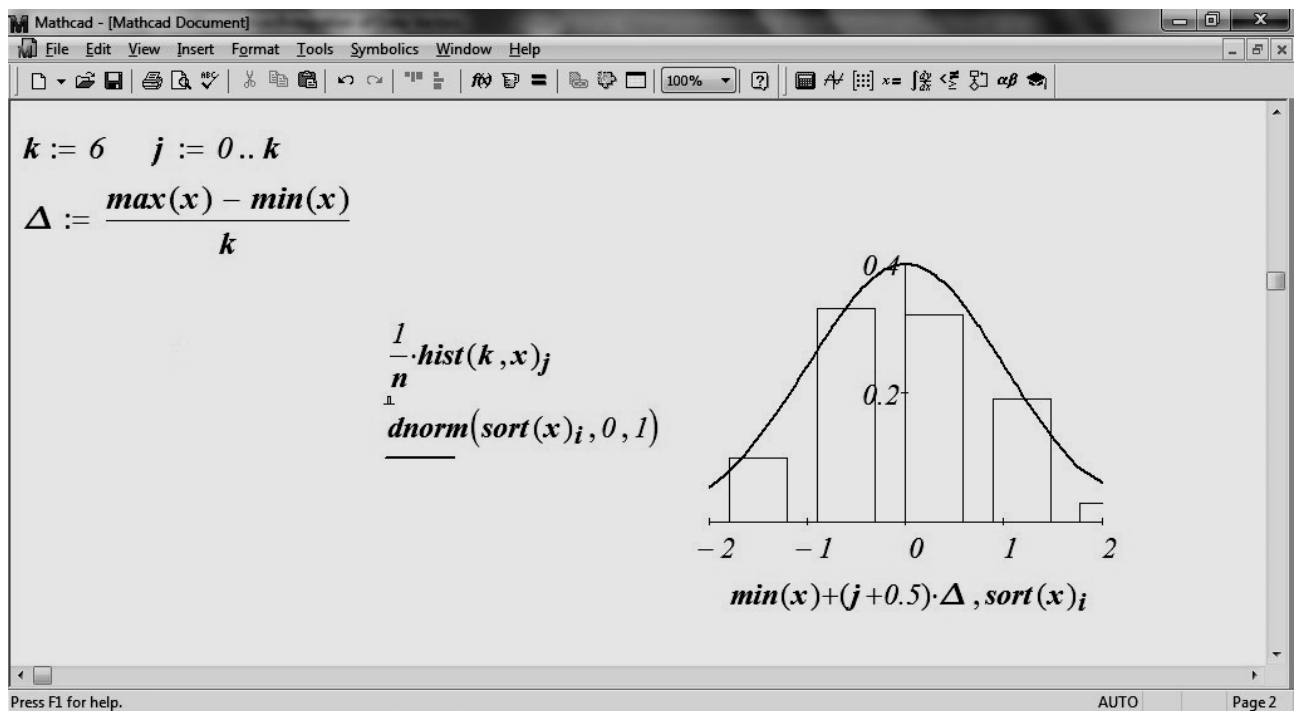 Mathcad - [Mathcad Document]
File Edit View Insert Format Tools Symbolics Window Help
100%
k := 6 j := 0 .. k
Δ := max(x) − min(x)
k
1
n
·hist(k,x)j
dnorm(sort(x)i,0,1)
0.4
0.2
−2 −1 0 1 2
min(x)+(j+0.5)·Δ ,sort(x)i
Press F1 for help. AUTO Page 2